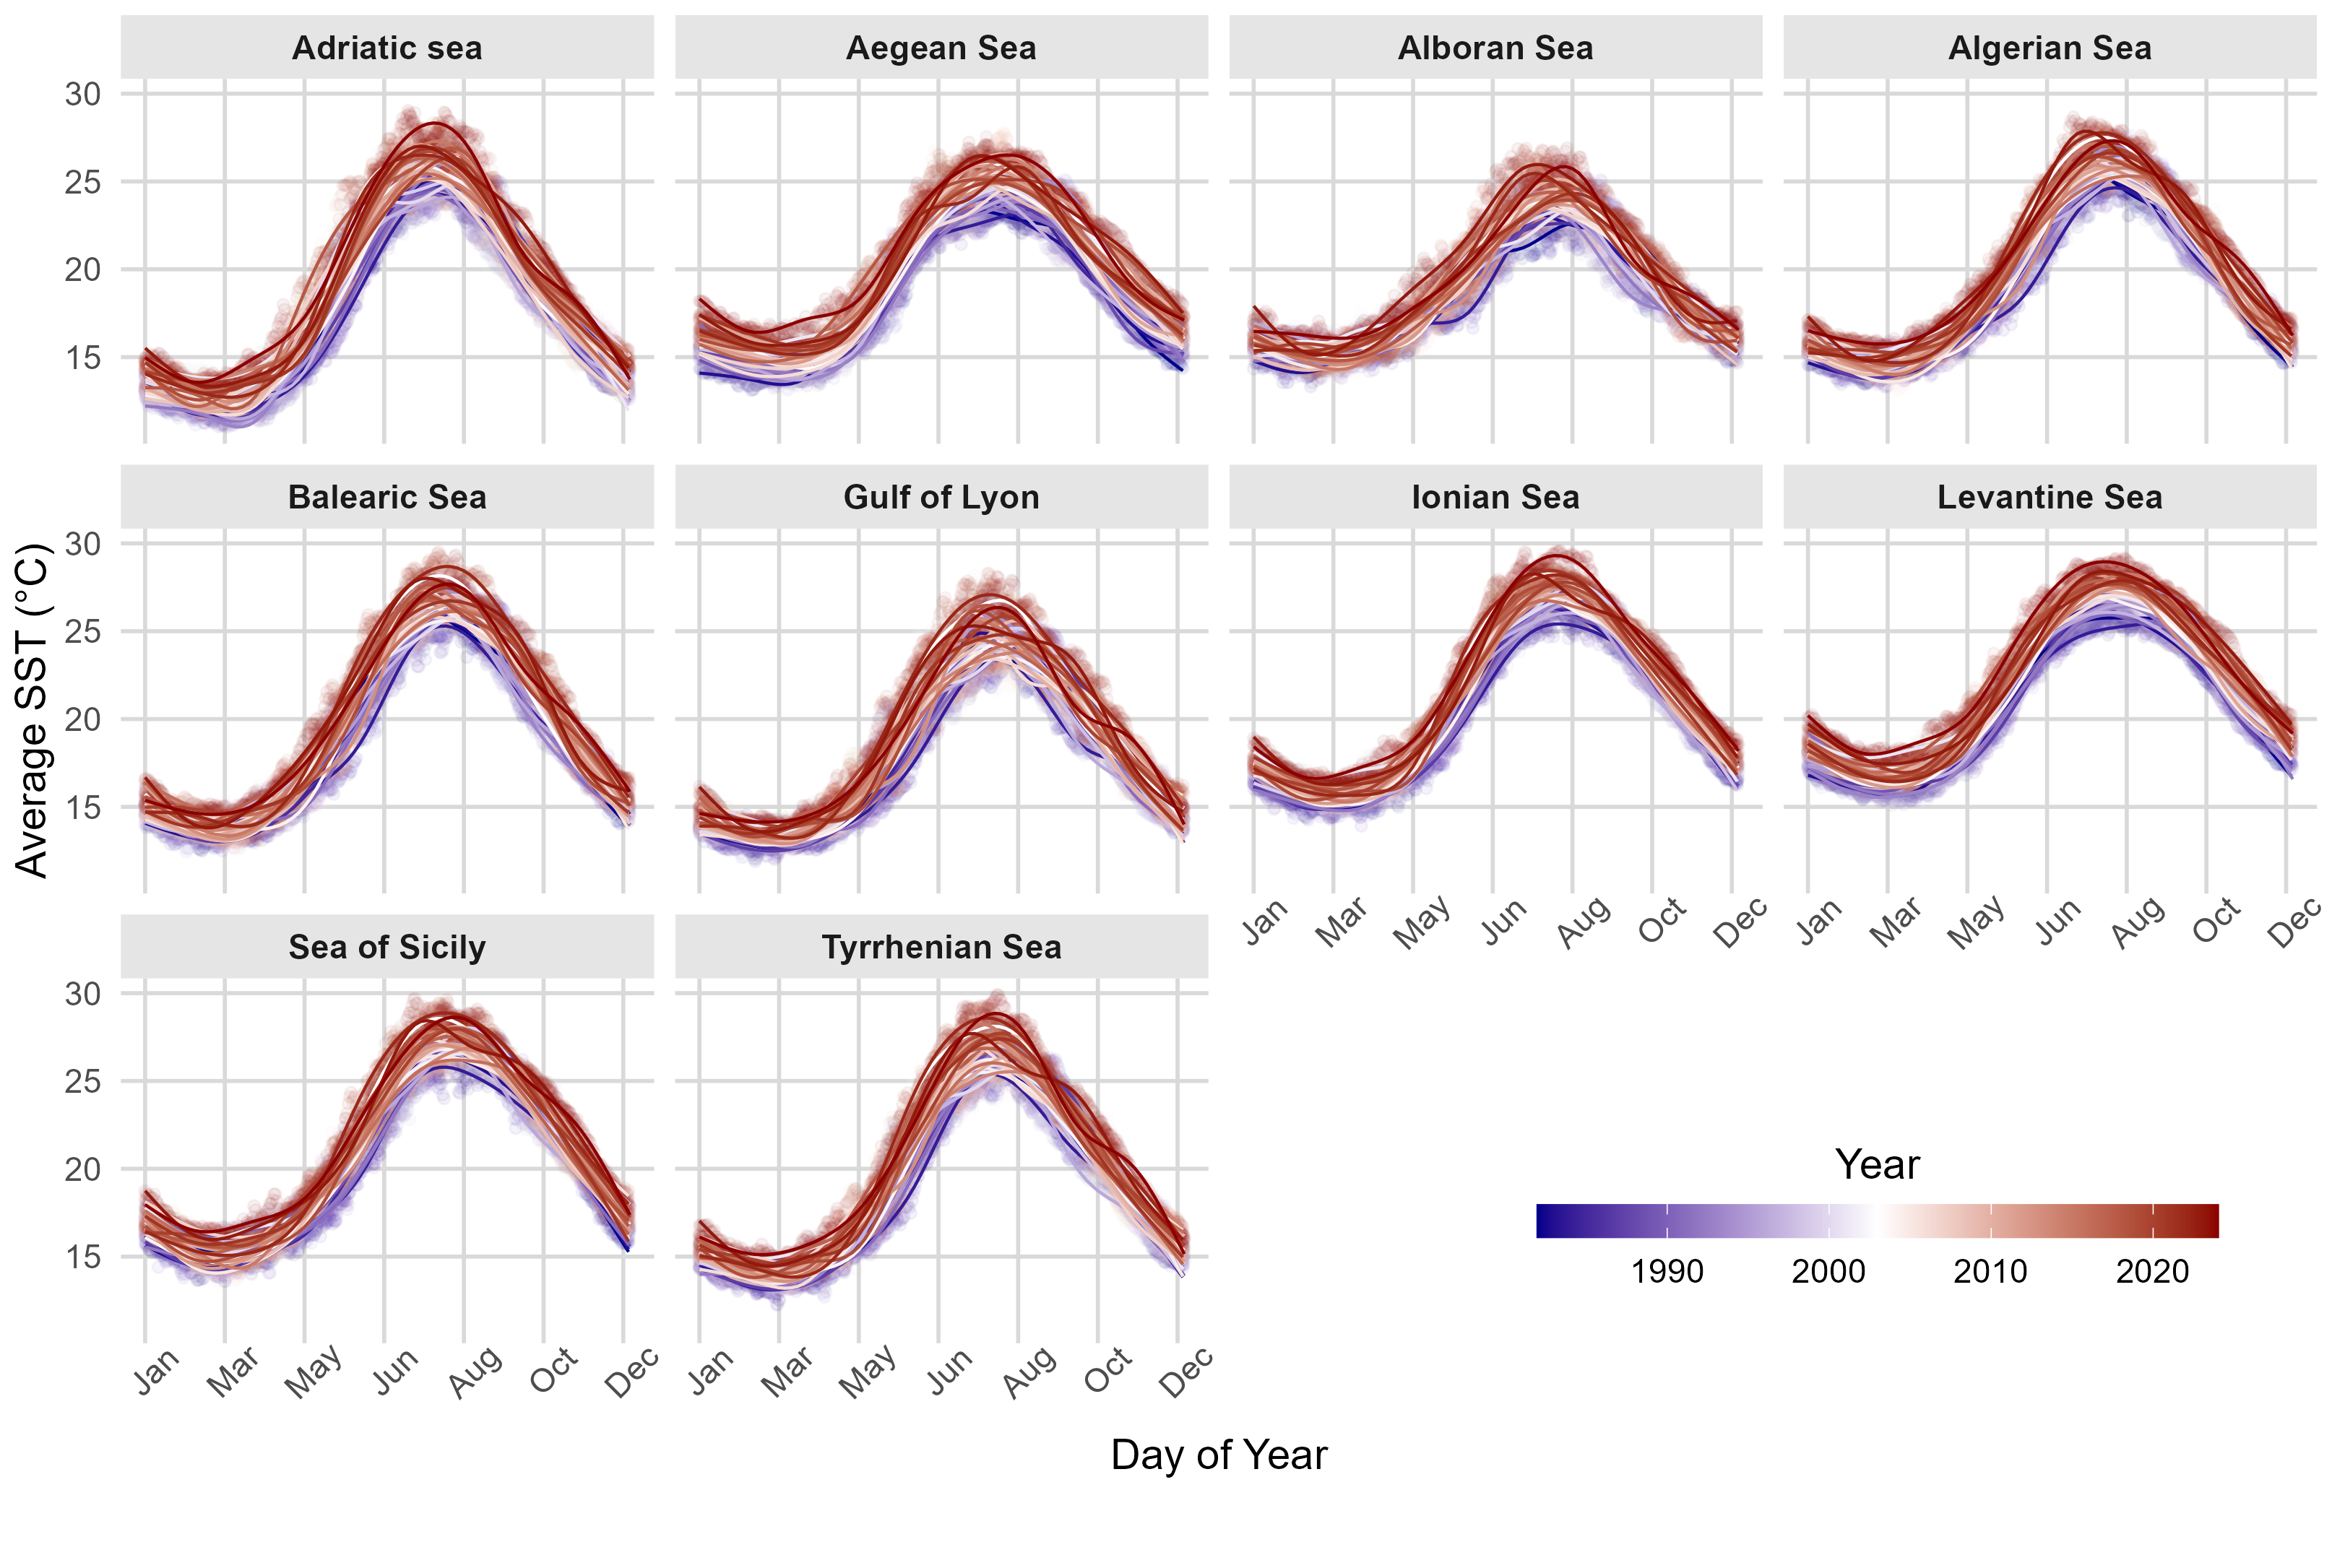 Adriatic sea
Aegean Sea
Alboran Sea
Algerian Sea
30
25
20
15
Balearic Sea
Gulf of Lyon
Ionian Sea
Levantine Sea
Average SST (°C)
30
25
20
15
Jan Mar May Jun Aug Oct Dec
Jan Mar May Jun Aug Oct Dec
Sea of Sicily
Tyrrhenian Sea
30
25
20
15
Jan Mar May Jun Aug Oct Dec
Jan Mar May Jun Aug Oct Dec
Year
1990 2000 2010 2020
Day of Year